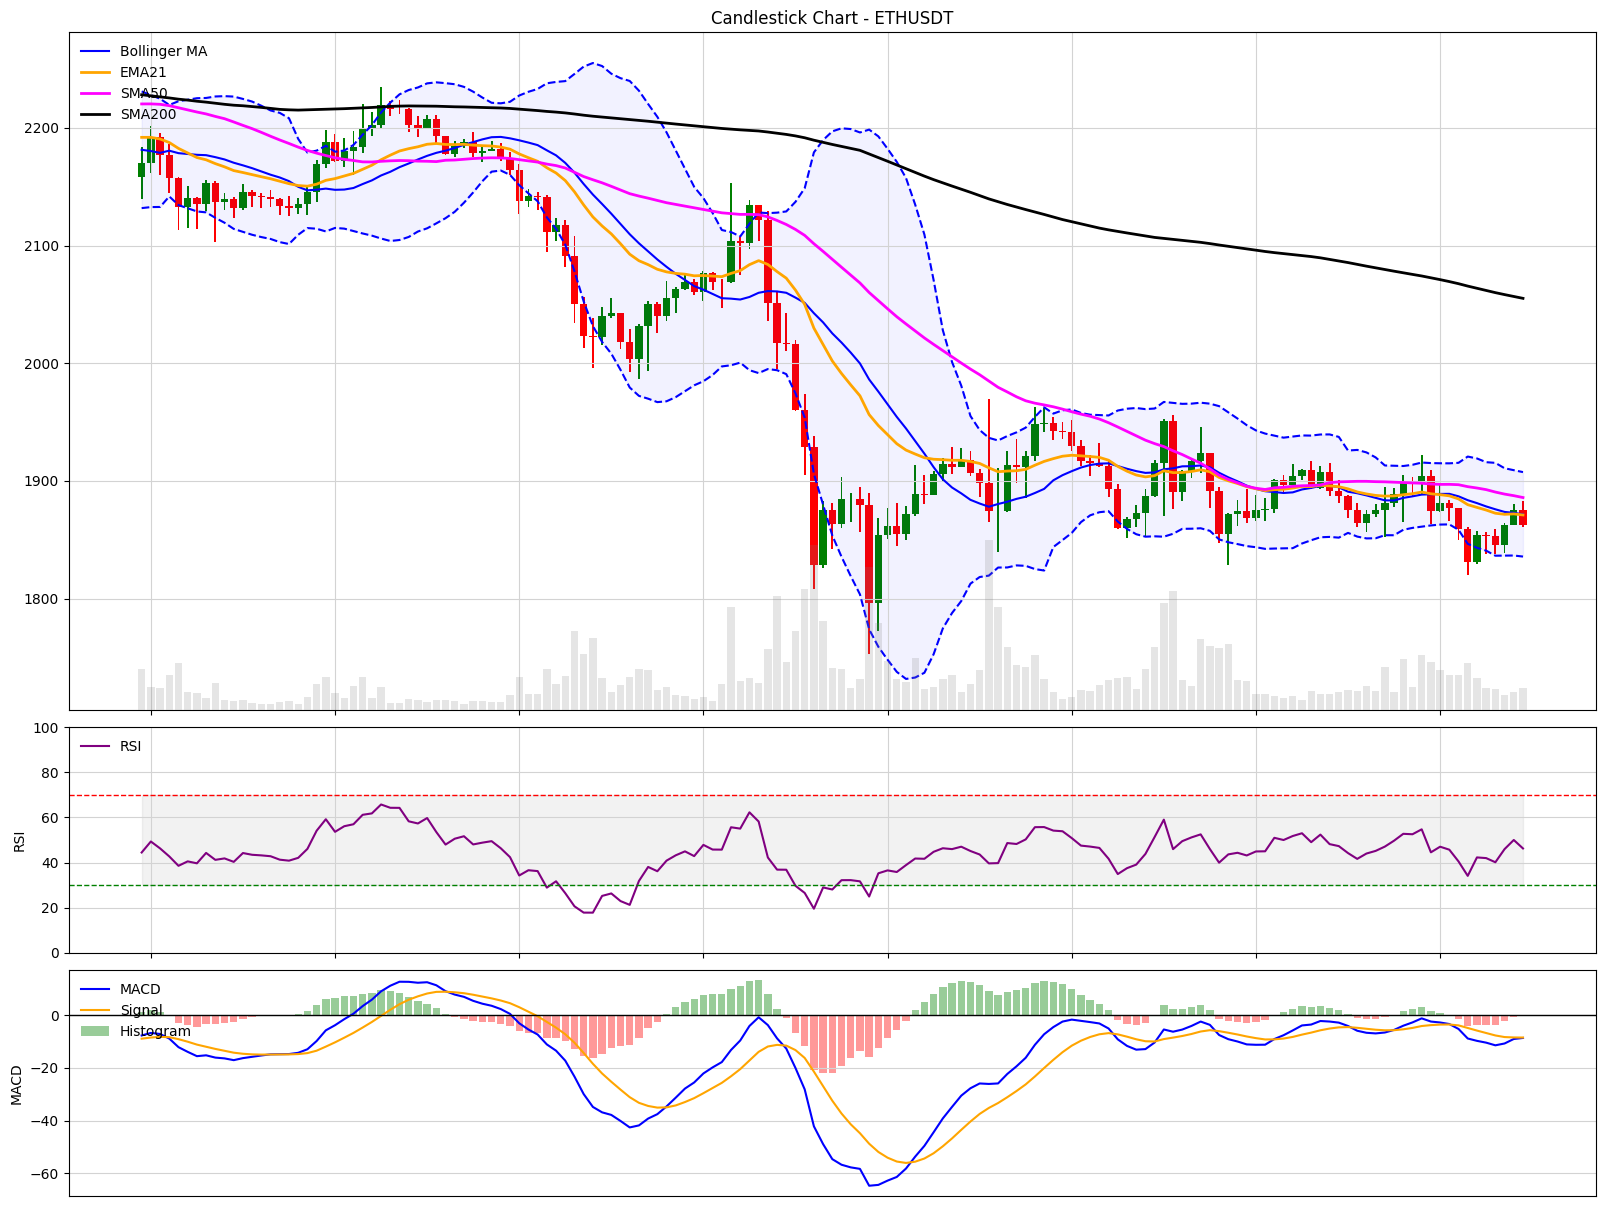 Candlestick Chart - ETHUSDT
Bollinger MA
EMA21
SMA50
SMA200
2200
2100
2000
1900
1800
RSI
100
80
60
40
20
0
RSI
MACD
Signal
Histogram
0
−20
−40
−60
MACD